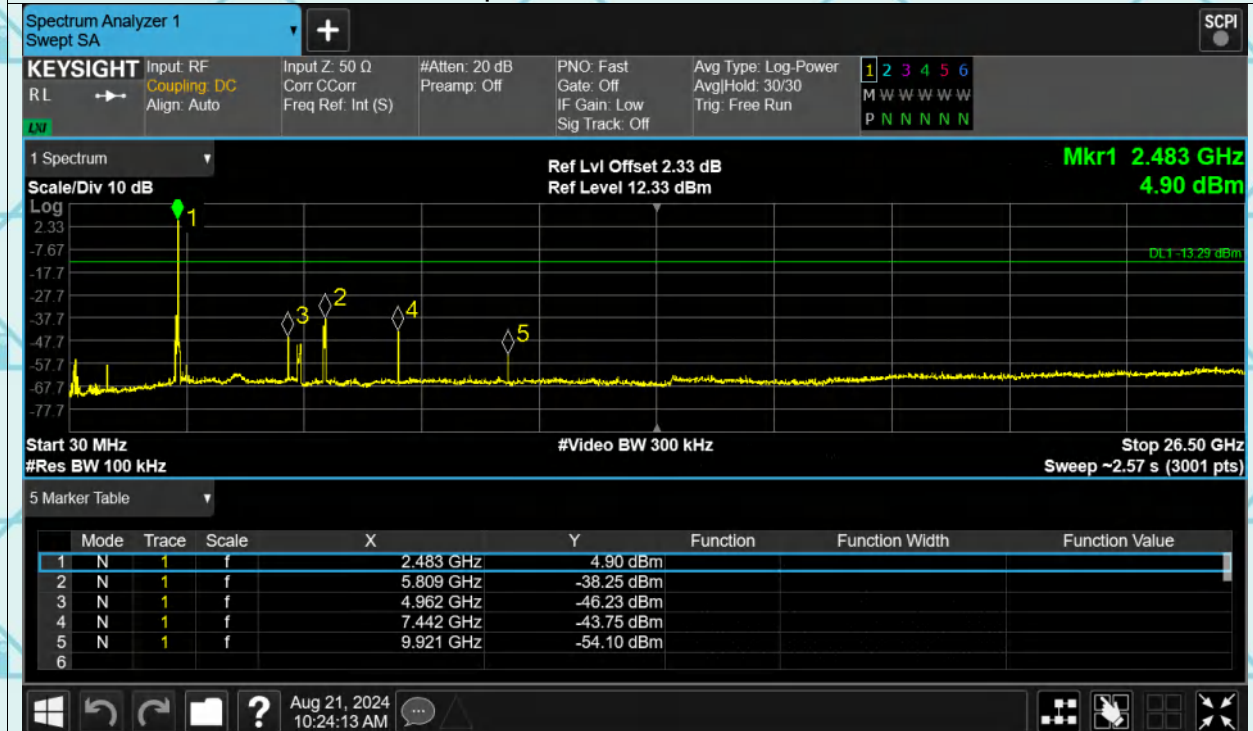 Spectrum Analyzer 1
Swept SA
+
SCPI
KEYSIGHT
RL
LXI
Input: RF
Coupling: DC
Align: Auto
Input Z: 50 Ω
Corr CCorr
Freq Ref: Int (S)
#Atten: 20 dB
Preamp: Off
PNO: Fast
Gate: Off
IF Gain: Low
Sig Track: Off
Avg Type: Log-Power
Avg|Hold: 30/30
Trig: Free Run
1 2 3 4 5 6
M W W W W W
P N N N N N
1 Spectrum
Scale/Div 10 dB
Ref Lvl Offset 2.33 dB
Ref Level 12.33 dBm
Mkr1 2.483 GHz
4.90 dBm
Log
2.33
-7.67
-17.7
-27.7
-37.7
-47.7
-57.7
-67.7
-77.7
1
3
2
4
5
DL1 -13.29 dBm
Start 30 MHz
#Video BW 300 kHz
Stop 26.50 GHz
#Res BW 100 kHz
Sweep ~2.57 s (3001 pts)
5 Marker Table
Mode Trace Scale X Y Function Function Width Function Value
1 N 1 f 2.483 GHz 4.90 dBm
2 N 1 f 5.809 GHz -38.25 dBm
3 N 1 f 4.962 GHz -46.23 dBm
4 N 1 f 7.442 GHz -43.75 dBm
5 N 1 f 9.921 GHz -54.10 dBm
6
?
Aug 21, 2024
10:24:13 AM